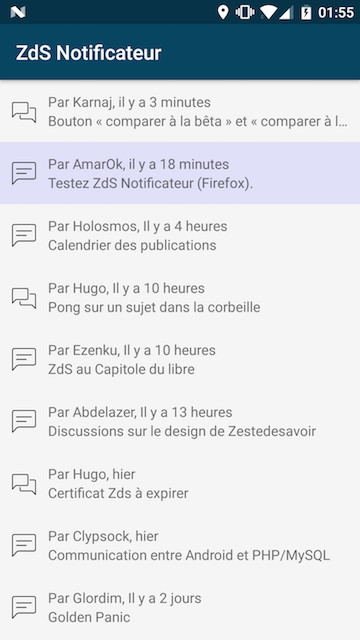 01:55
ZdS Notificateur
Par Karnaj, il y a 3 minutes
Bouton « comparer à la bêta » et « comparer à l…
Par AmarOk, il y a 18 minutes
Testez ZdS Notificateur (Firefox).
Par Holosmos, Il y a 4 heures
Calendrier des publications
Par Hugo, Il y a 10 heures
Pong sur un sujet dans la corbeille
Par Ezenku, Il y a 10 heures
ZdS au Capitole du libre
Par Abdelazer, Il y a 13 heures
Discussions sur le design de Zestedesavoir
Par Hugo, hier
Certificat Zds à expirer
Par Clypsock, hier
Communication entre Android et PHP/MySQL
Par Glordim, Il y a 2 jours
Golden Panic